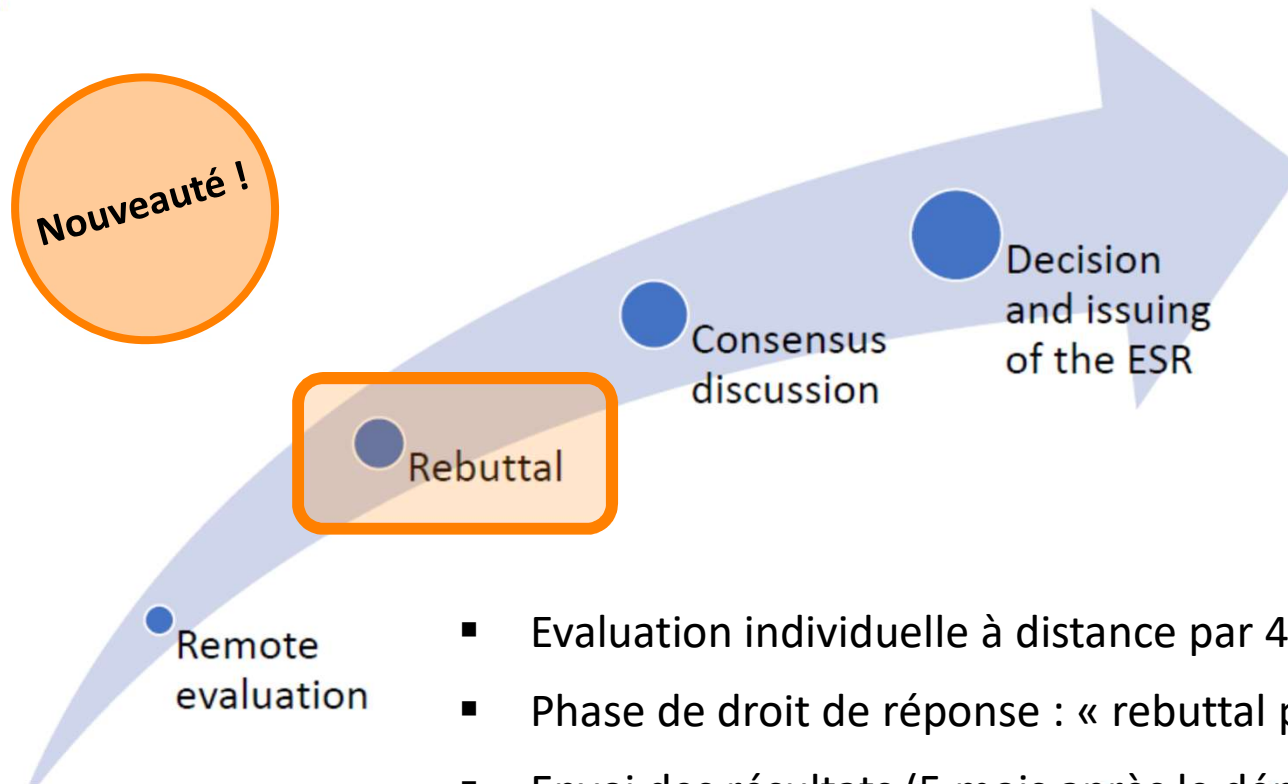 Nouveauté !
Decision
and issuing
of the ESR
Consensus
discussion
Rebuttal
Remote
evaluation
▪ Evaluation individuelle à distance par 4
▪ Phase de droit de réponse : « rebuttal